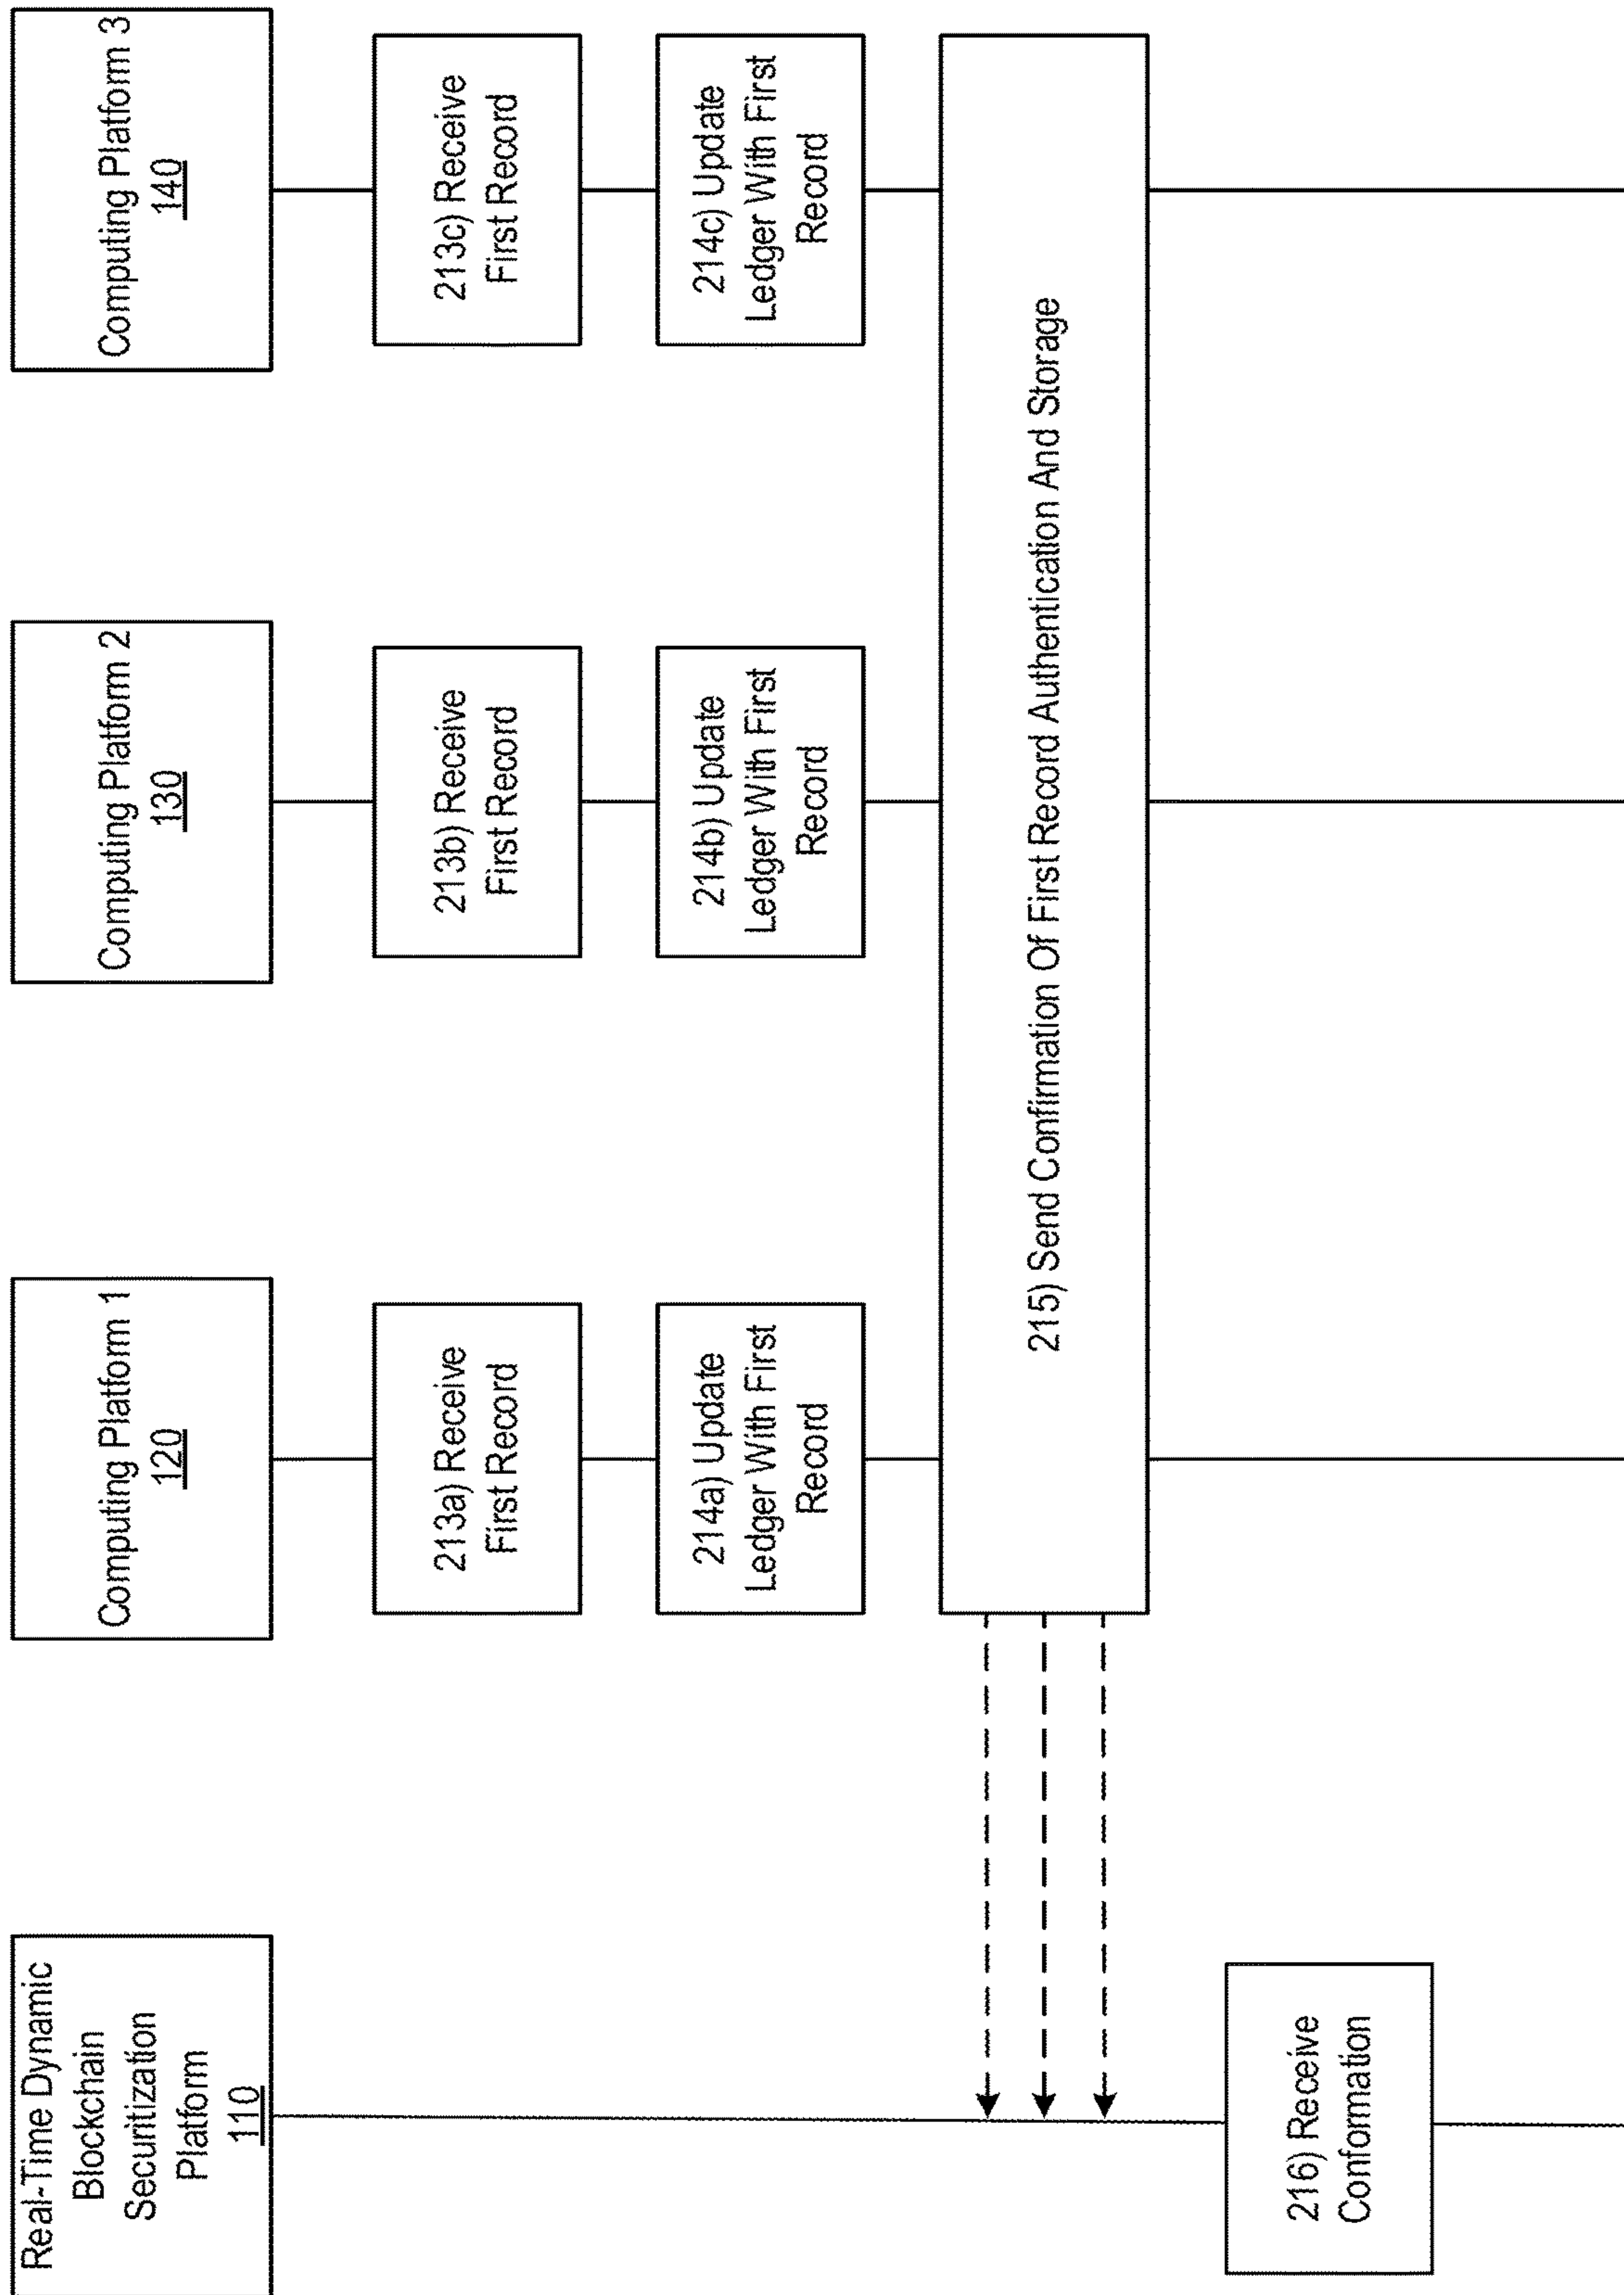 Real-Time Dynamic
Blockchain
Securitization
Platform
110
Computing Platform 1
120
Computing Platform 2
130
Computing Platform 3
140
213a) Receive
First Record
213b) Receive
First Record
213c) Receive
First Record
214a) Update
Ledger With First
Record
214b) Update
Ledger With First
Record
214c) Update
Ledger With First
Record
215) Send Confirmation Of First Record Authentication And Storage
216) Receive
Conformation